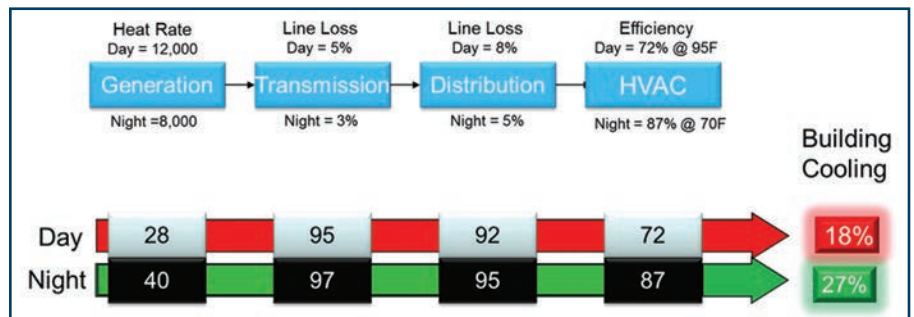 Heat Rate
Day = 12,000
Generation
Night =8,000
Line Loss
Day = 5%
Transmission
Night = 3%
Line Loss
Day = 8%
Distribution
Night = 5%
Efficiency
Day = 72% @ 95F
HVAC
Night = 87% @ 70F
Building
Cooling
Day 28 95 92 72 18%
Night 40 97 95 87 27%